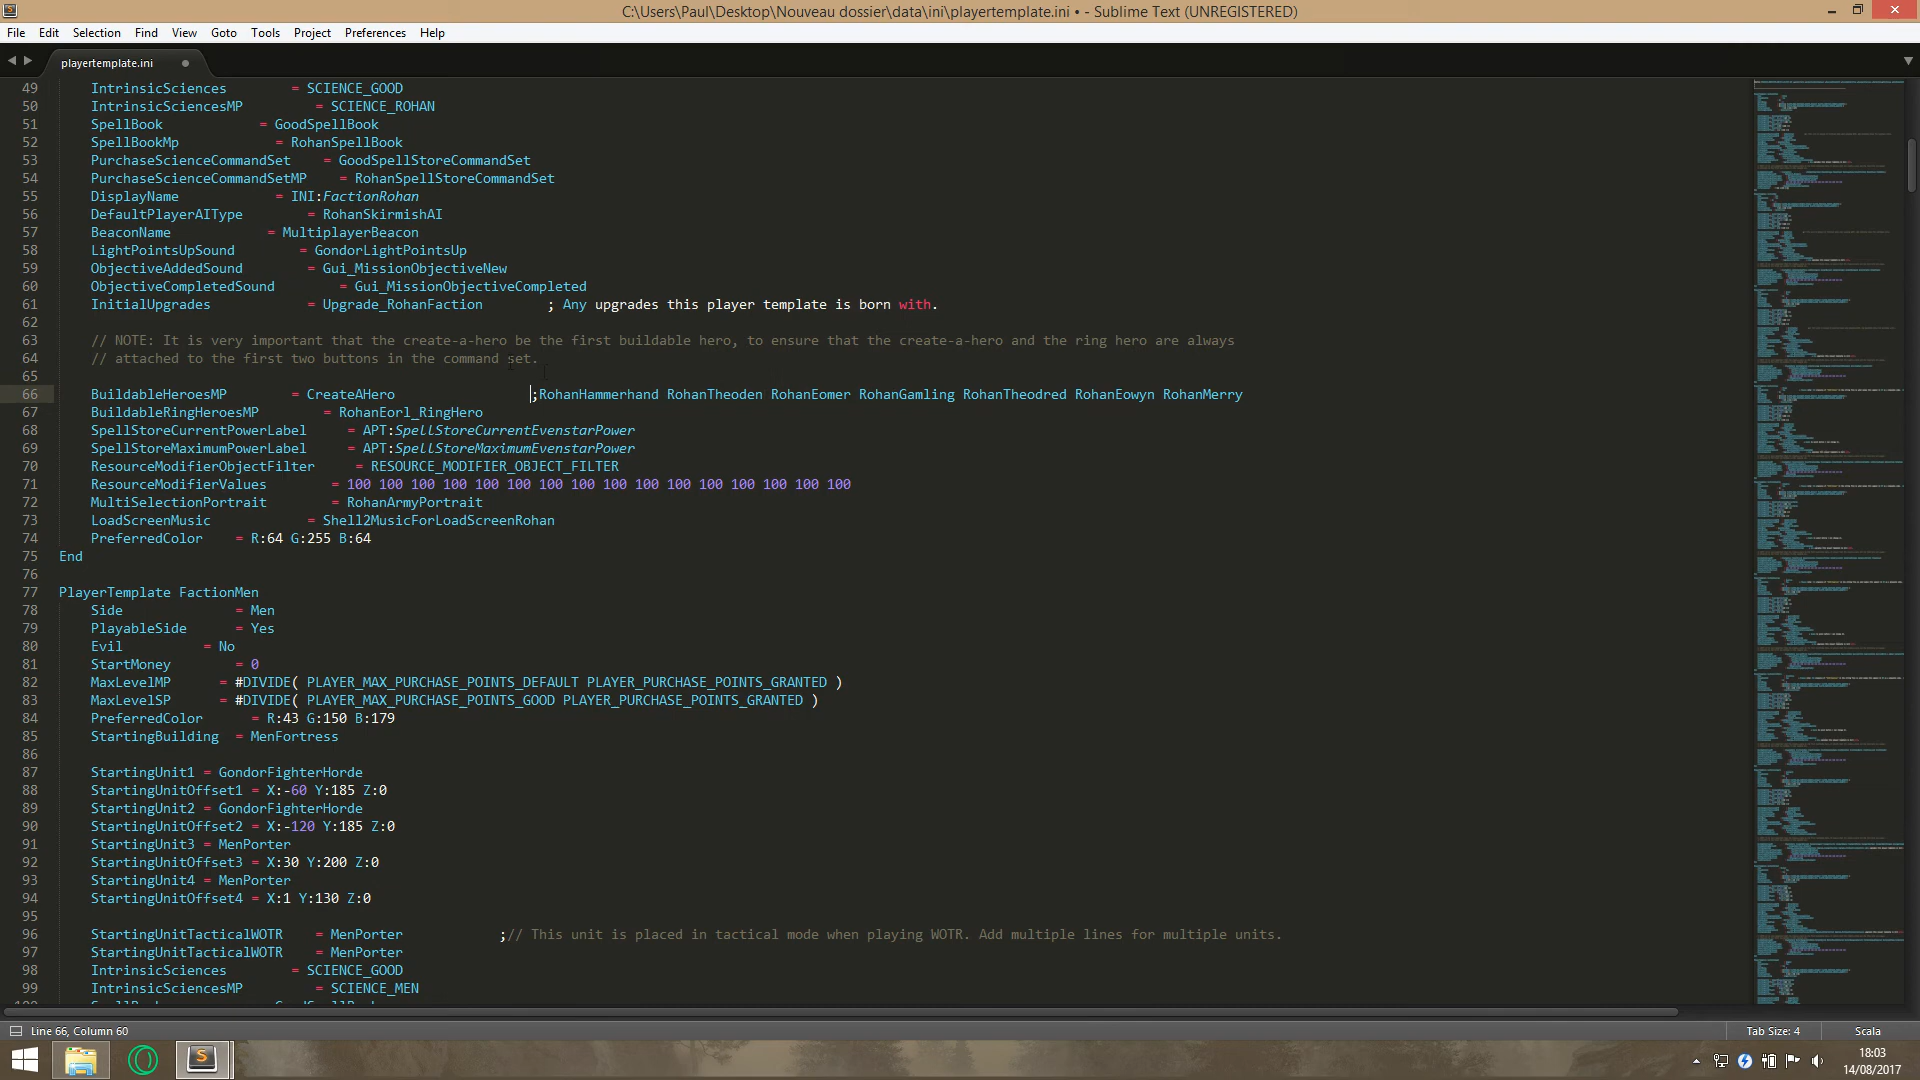 C:\Users\Paul\Desktop\Nouveau dossier\data\ini\playertemplate.ini • - Sublime Text (UNREGISTERED)
File Edit Selection Find View Goto Tools Project Preferences Help
playertemplate.ini
49 IntrinsicSciences = SCIENCE_GOOD
50 IntrinsicSciencesMP = SCIENCE_ROHAN
51 SpellBook = GoodSpellBook
52 SpellBookMp = RohanSpellBook
53 PurchaseScienceCommandSet = GoodSpellStoreCommandSet
54 PurchaseScienceCommandSetMP = RohanSpellStoreCommandSet
55 DisplayName = INI:FactionRohan
56 DefaultPlayerAIType = RohanSkirmishAI
57 BeaconName = MultiplayerBeacon
58 LightPointsUpSound = GondorLightPointsUp
59 ObjectiveAddedSound = Gui_MissionObjectiveNew
60 ObjectiveCompletedSound = Gui_MissionObjectiveCompleted
61 InitialUpgrades = Upgrade_RohanFaction ; Any upgrades this player template is born with.
62
63 // NOTE: It is very important that the create-a-hero be the first buildable hero, to ensure that the create-a-hero and the ring hero are always
64 // attached to the first two buttons in the command set.
65
66 BuildableHeroesMP = CreateAHero ;RohanHammerhand RohanTheoden RohanEomer RohanGamling RohanTheodred RohanEowyn RohanMerry
67 BuildableRingHeroesMP = RohanEorl_RingHero
68 SpellStoreCurrentPowerLabel = APT:SpellStoreCurrentEvenstarPower
69 SpellStoreMaximumPowerLabel = APT:SpellStoreMaximumEvenstarPower
70 ResourceModifierObjectFilter = RESOURCE_MODIFIER_OBJECT_FILTER
71 ResourceModifierValues = 100 100 100 100 100 100 100 100 100 100 100 100 100 100 100 100
72 MultiSelectionPortrait = RohanArmyPortrait
73 LoadScreenMusic = Shell2MusicForLoadScreenRohan
74 PreferredColor = R:64 G:255 B:64
75 End
76
77 PlayerTemplate FactionMen
78 Side = Men
79 PlayableSide = Yes
80 Evil = No
81 StartMoney = 0
82 MaxLevelMP = #DIVIDE( PLAYER_MAX_PURCHASE_POINTS_DEFAULT PLAYER_PURCHASE_POINTS_GRANTED )
83 MaxLevelSP = #DIVIDE( PLAYER_MAX_PURCHASE_POINTS_GOOD PLAYER_PURCHASE_POINTS_GRANTED )
84 PreferredColor = R:43 G:150 B:179
85 StartingBuilding = MenFortress
86
87 StartingUnit1 = GondorFighterHorde
88 StartingUnitOffset1 = X:-60 Y:185 Z:0
89 StartingUnit2 = GondorFighterHorde
90 StartingUnitOffset2 = X:-120 Y:185 Z:0
91 StartingUnit3 = MenPorter
92 StartingUnitOffset3 = X:30 Y:200 Z:0
93 StartingUnit4 = MenPorter
94 StartingUnitOffset4 = X:1 Y:130 Z:0
95
96 StartingUnitTacticalWOTR = MenPorter ;// This unit is placed in tactical mode when playing WOTR. Add multiple lines for multiple units.
97 StartingUnitTacticalWOTR = MenPorter
98 IntrinsicSciences = SCIENCE_GOOD
99 IntrinsicSciencesMP = SCIENCE_MEN
Line 66, Column 60 Tab Size: 4 Scala
18:03
14/08/2017